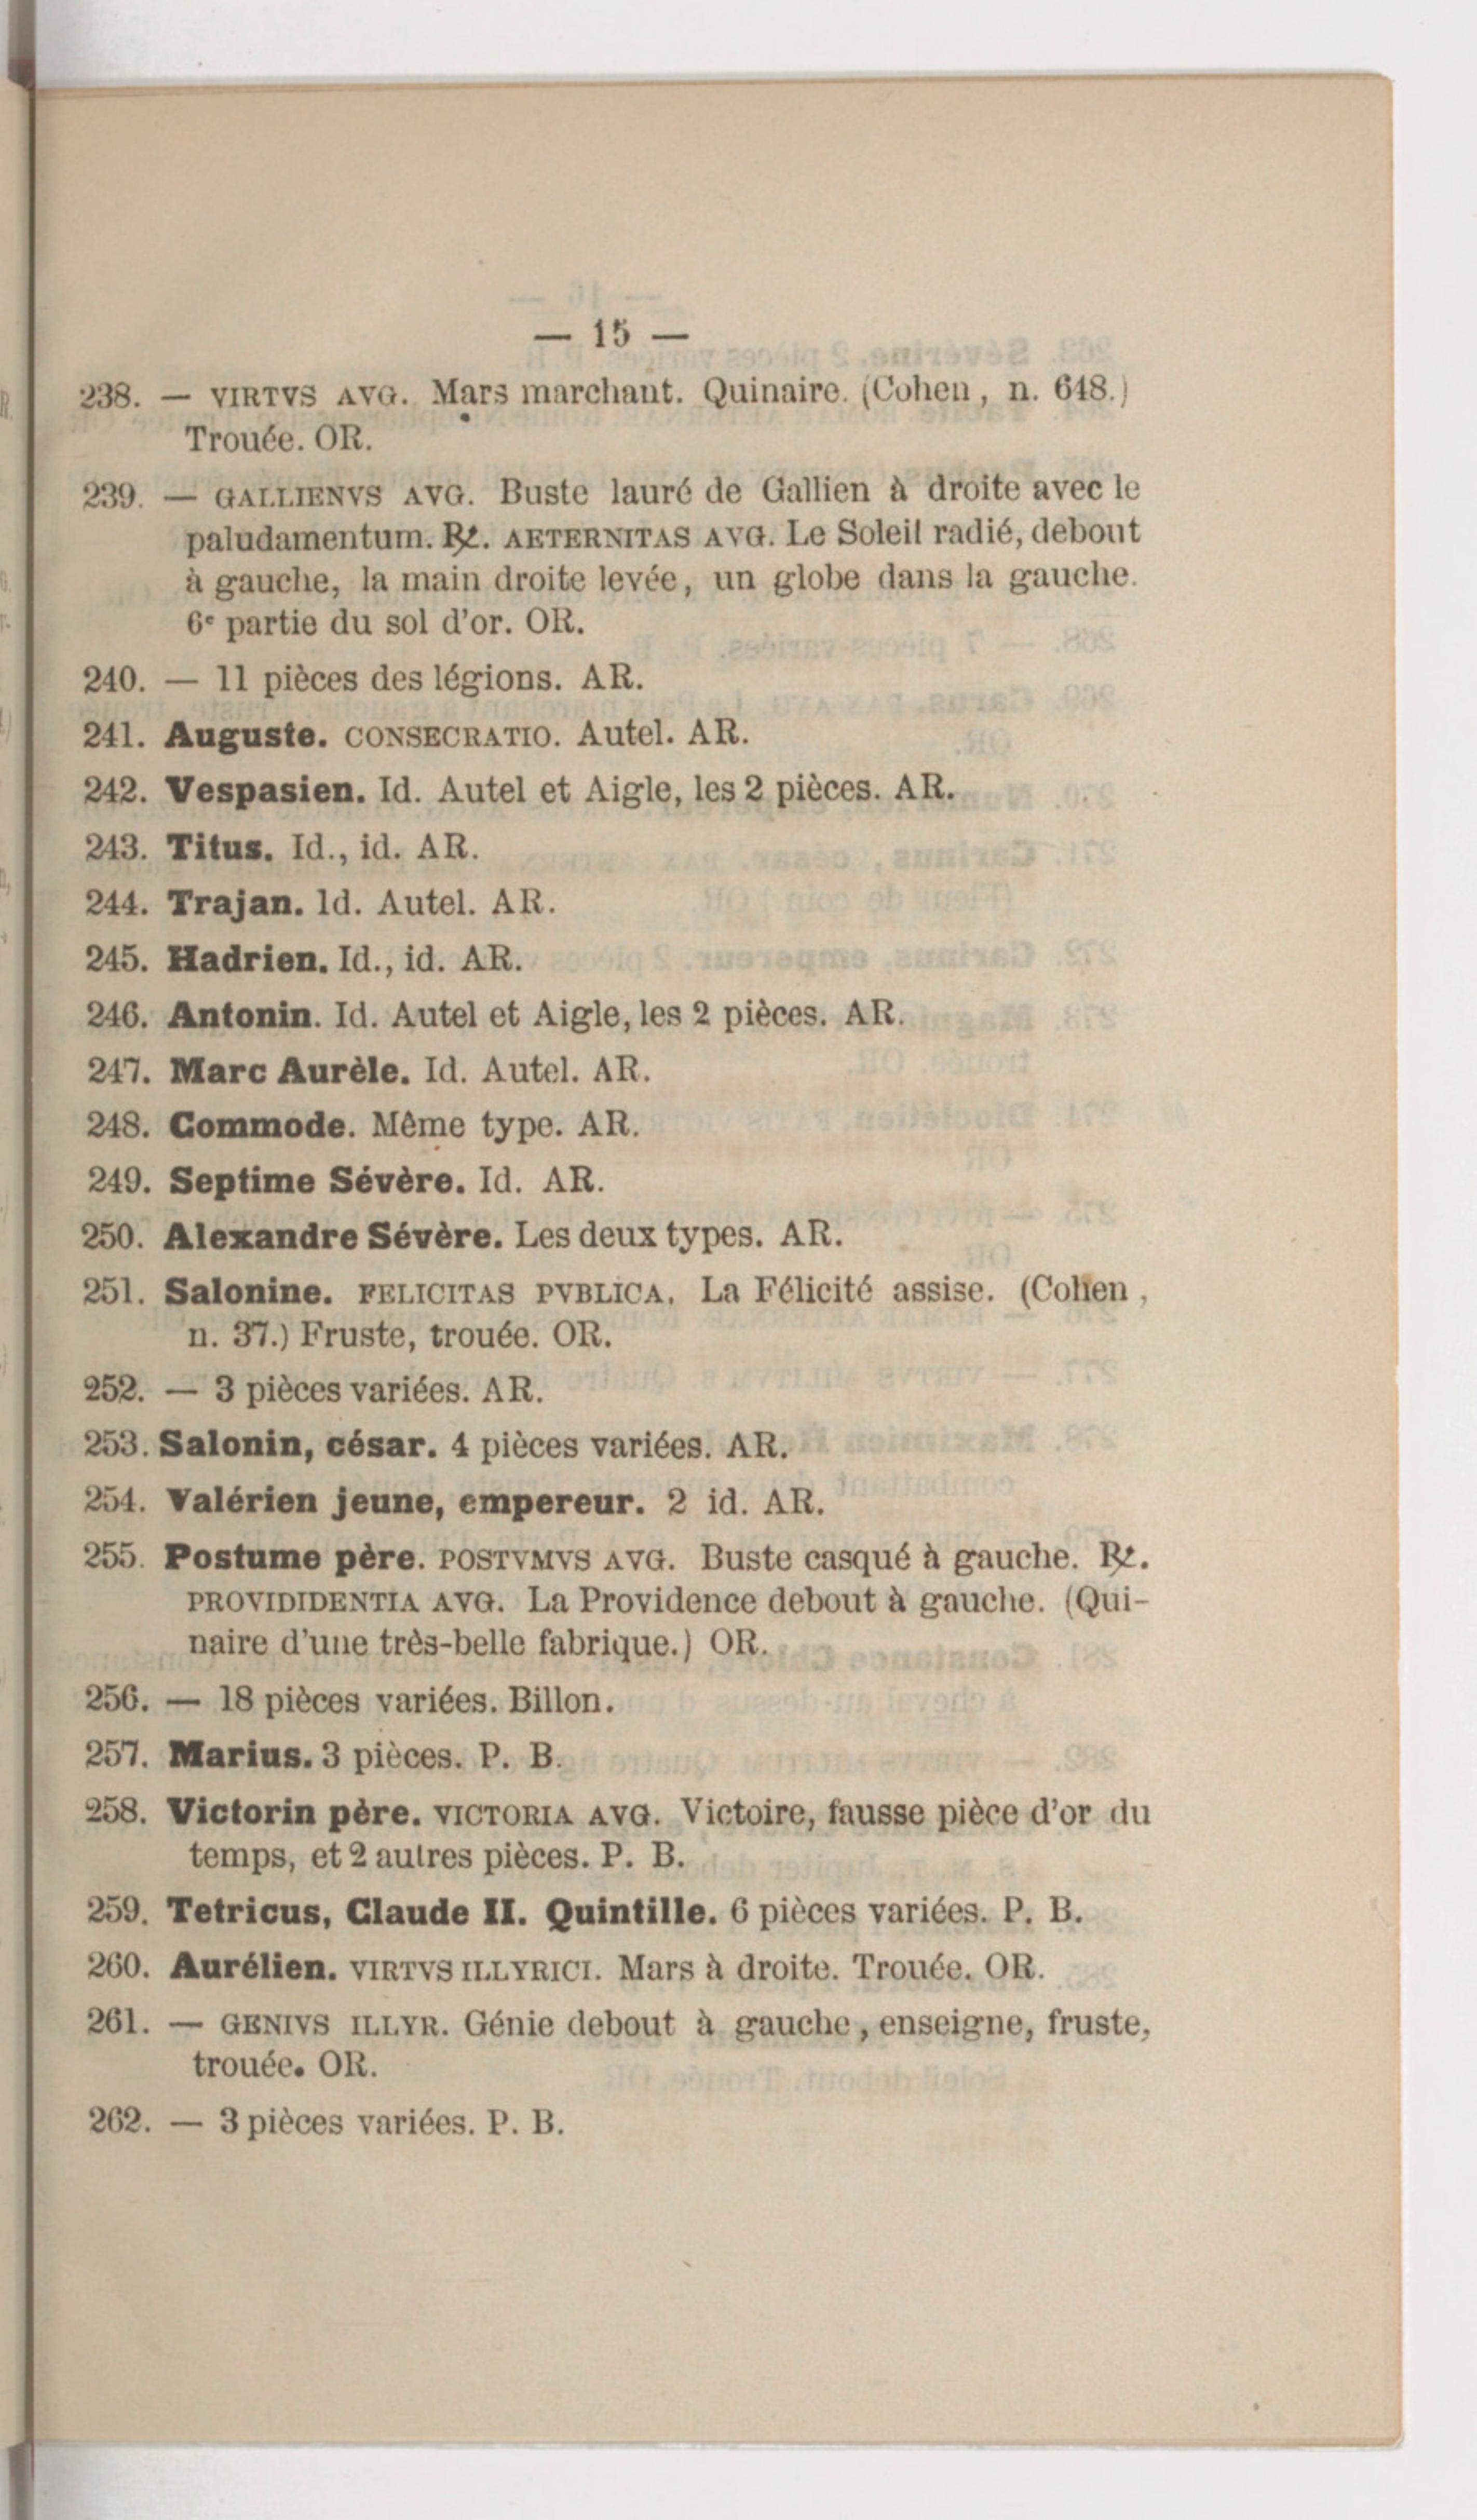 — 15 —
238. — VIRTVS AVG. Mars marchant. Quinaire. (Cohen, n. 648.)
Trouée. OR.
239. — GALLIENVS AVG. Buste lauré de Gallien à droite avec le
paludamentum. ℞. AETERNITAS AVG. Le Soleil radié, debout
à gauche, la main droite levée, un globe dans la gauche.
6e partie du sol d'or. OR.
240. — 11 pièces des légions. AR.
241. Auguste. CONSECRATIO. Autel. AR.
242. Vespasien. Id. Autel et Aigle, les 2 pièces. AR.
243. Titus. Id., id. AR.
244. Trajan. Id. Autel. AR.
245. Hadrien. Id., id. AR.
246. Antonin. Id. Autel et Aigle, les 2 pièces. AR.
247. Marc Aurèle. Id. Autel. AR.
248. Commode. Même type. AR.
249. Septime Sévère. Id. AR.
250. Alexandre Sévère. Les deux types. AR.
251. Salonine. FELICITAS PVBLICA. La Félicité assise. (Cohen,
n. 37.) Fruste, trouée. OR.
252. — 3 pièces variées. AR.
253. Salonin, césar. 4 pièces variées. AR.
254. Valérien jeune, empereur. 2 id. AR.
255. Postume père. POSTVMVS AVG. Buste casqué à gauche. ℞.
PROVIDIDENTIA AVG. La Providence debout à gauche. (Qui-
naire d'une très-belle fabrique.) OR.
256. — 18 pièces variées. Billon.
257. Marius. 3 pièces. P. B.
258. Victorin père. VICTORIA AVG. Victoire, fausse pièce d'or du
temps, et 2 autres pièces. P. B.
259. Tetricus, Claude II. Quintille. 6 pièces variées. P. B.
260. Aurélien. VIRTVS ILLYRICI. Mars à droite. Trouée. OR.
261. — GENIVS ILLYR. Génie debout à gauche, enseigne, fruste,
trouée. OR.
262. — 3 pièces variées. P. B.